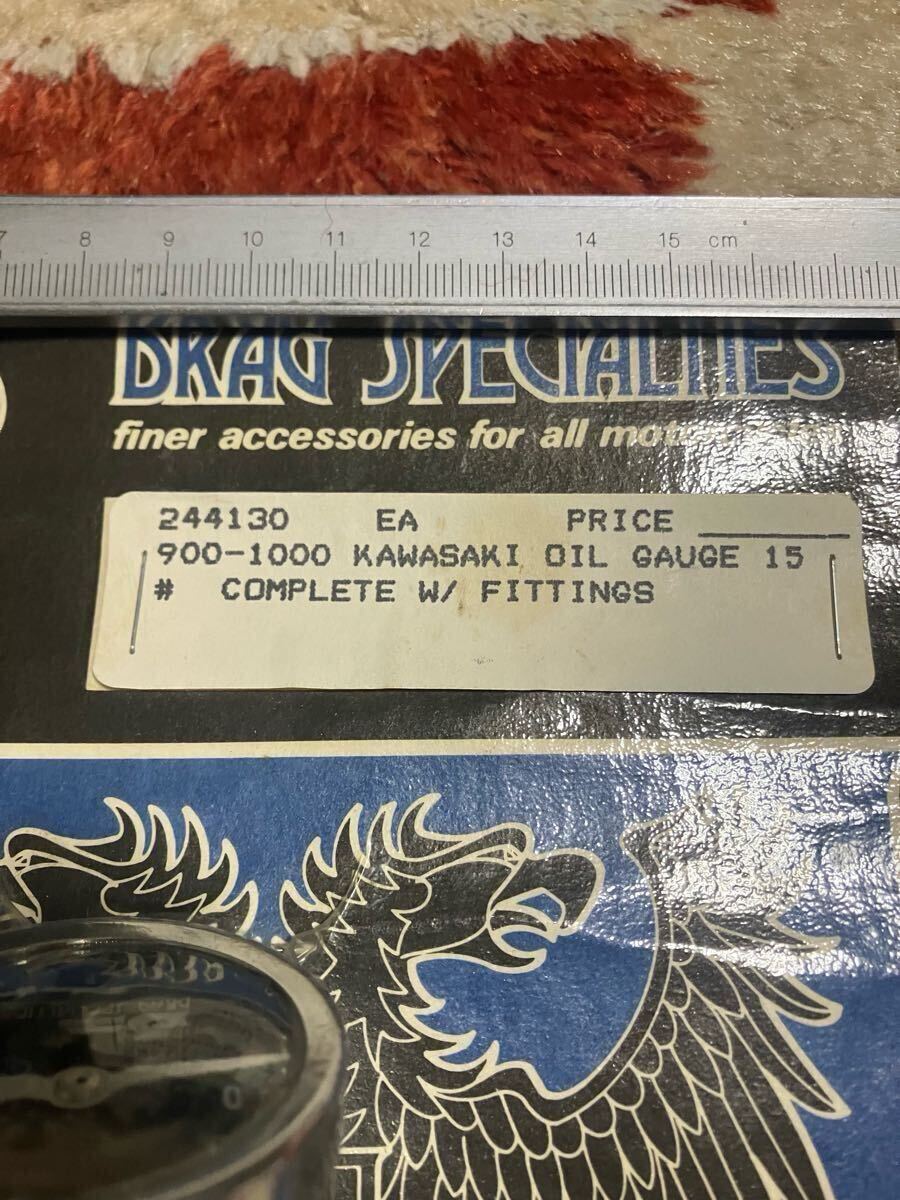 7 8 9 10 11 12 13 14 15 cm
DRAG SPECIALTIES
finer accessories for all
244130 EA PRICE
900-1000 KAWASAKI OIL GAUGE 15
# COMPLETE W/ FITTINGS
0